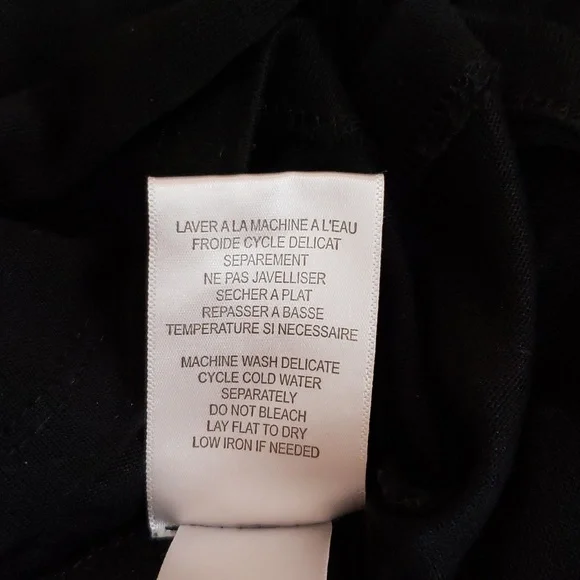 LAVER A LA MACHINE A L'EAU
FROIDE CYCLE DELICAT
SEPAREMENT
NE PAS JAVELLISER
SECHER A PLAT
REPASSER A BASSE
TEMPERATURE SI NECESSAIRE
MACHINE WASH DELICATE
CYCLE COLD WATER
SEPARATELY
DO NOT BLEACH
LAY FLAT TO DRY
LOW IRON IF NEEDED